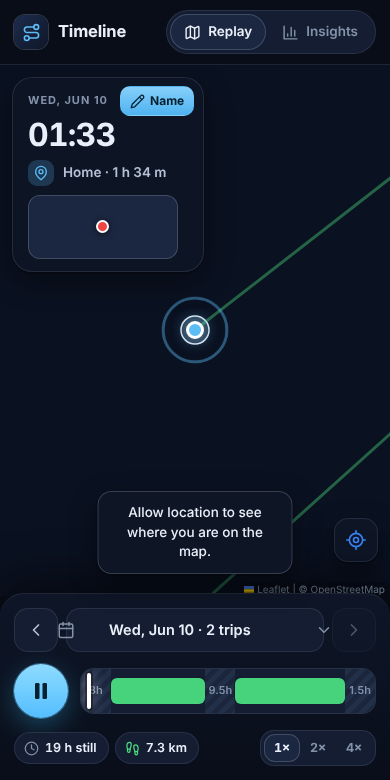 Timeline
Replay
Insights
WED, JUN 10
Name
01:33
Home · 1 h 34 m
Allow location to see
where you are on the
map.
Leaflet | © OpenStreetMap
Wed, Jun 10 · 2 trips
9.5h
1.5h
19 h still
7.3 km
1×
2×
4×